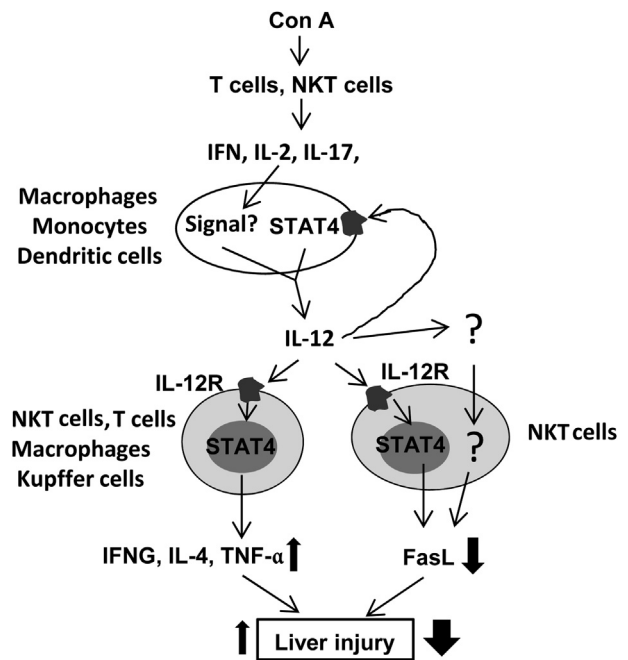 Con A
T cells, NKT cells
IFN, IL-2, IL-17,
Macrophages
Monocytes
Dendritic cells
Signal? STAT4
IL-12
?
IL-12R
IL-12R
NKT cells, T cells
Macrophages
Kupffer cells
STAT4
STAT4
?
NKT cells
IFNG, IL-4, TNF-α
FasL
Liver injury